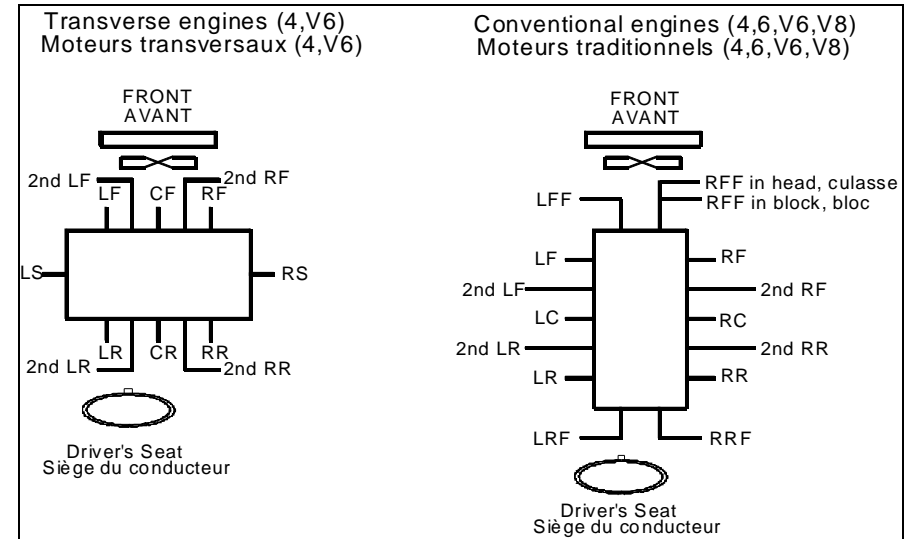 Transverse engines (4,V6)
Moteurs transversaux (4,V6)
FRONT
AVANT
2nd LF
2nd RF
LF
CF
RF
LS
RS
LR
CR
RR
2nd LR
2nd RR
Driver's Seat
Siège du conducteur
Conventional engines (4,6,V6,V8)
Moteurs traditionnels (4,6,V6,V8)
FRONT
AVANT
RFF in head, culasse
LFF
RFF in block, bloc
LF
RF
2nd LF
2nd RF
LC
RC
2nd LR
2nd RR
LR
RR
LRF
RRF
Driver's Seat
Siège du conducteur